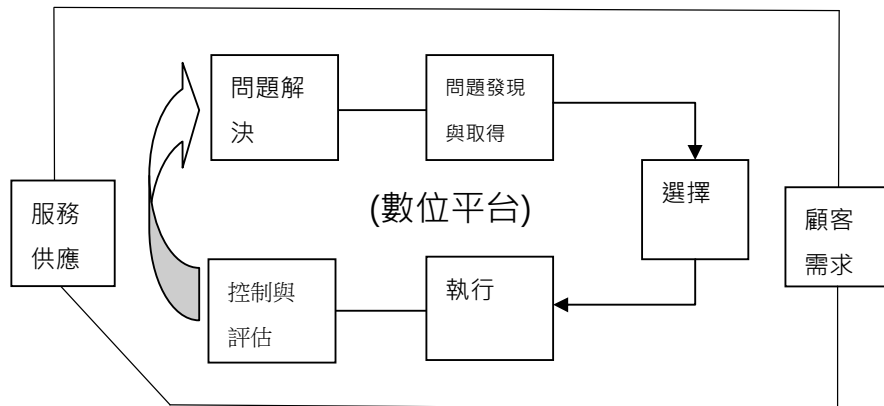 問題解
決
問題發現
與取得
選擇
服務
供應
(數位平台)
顧客
需求
控制與
評估
執行